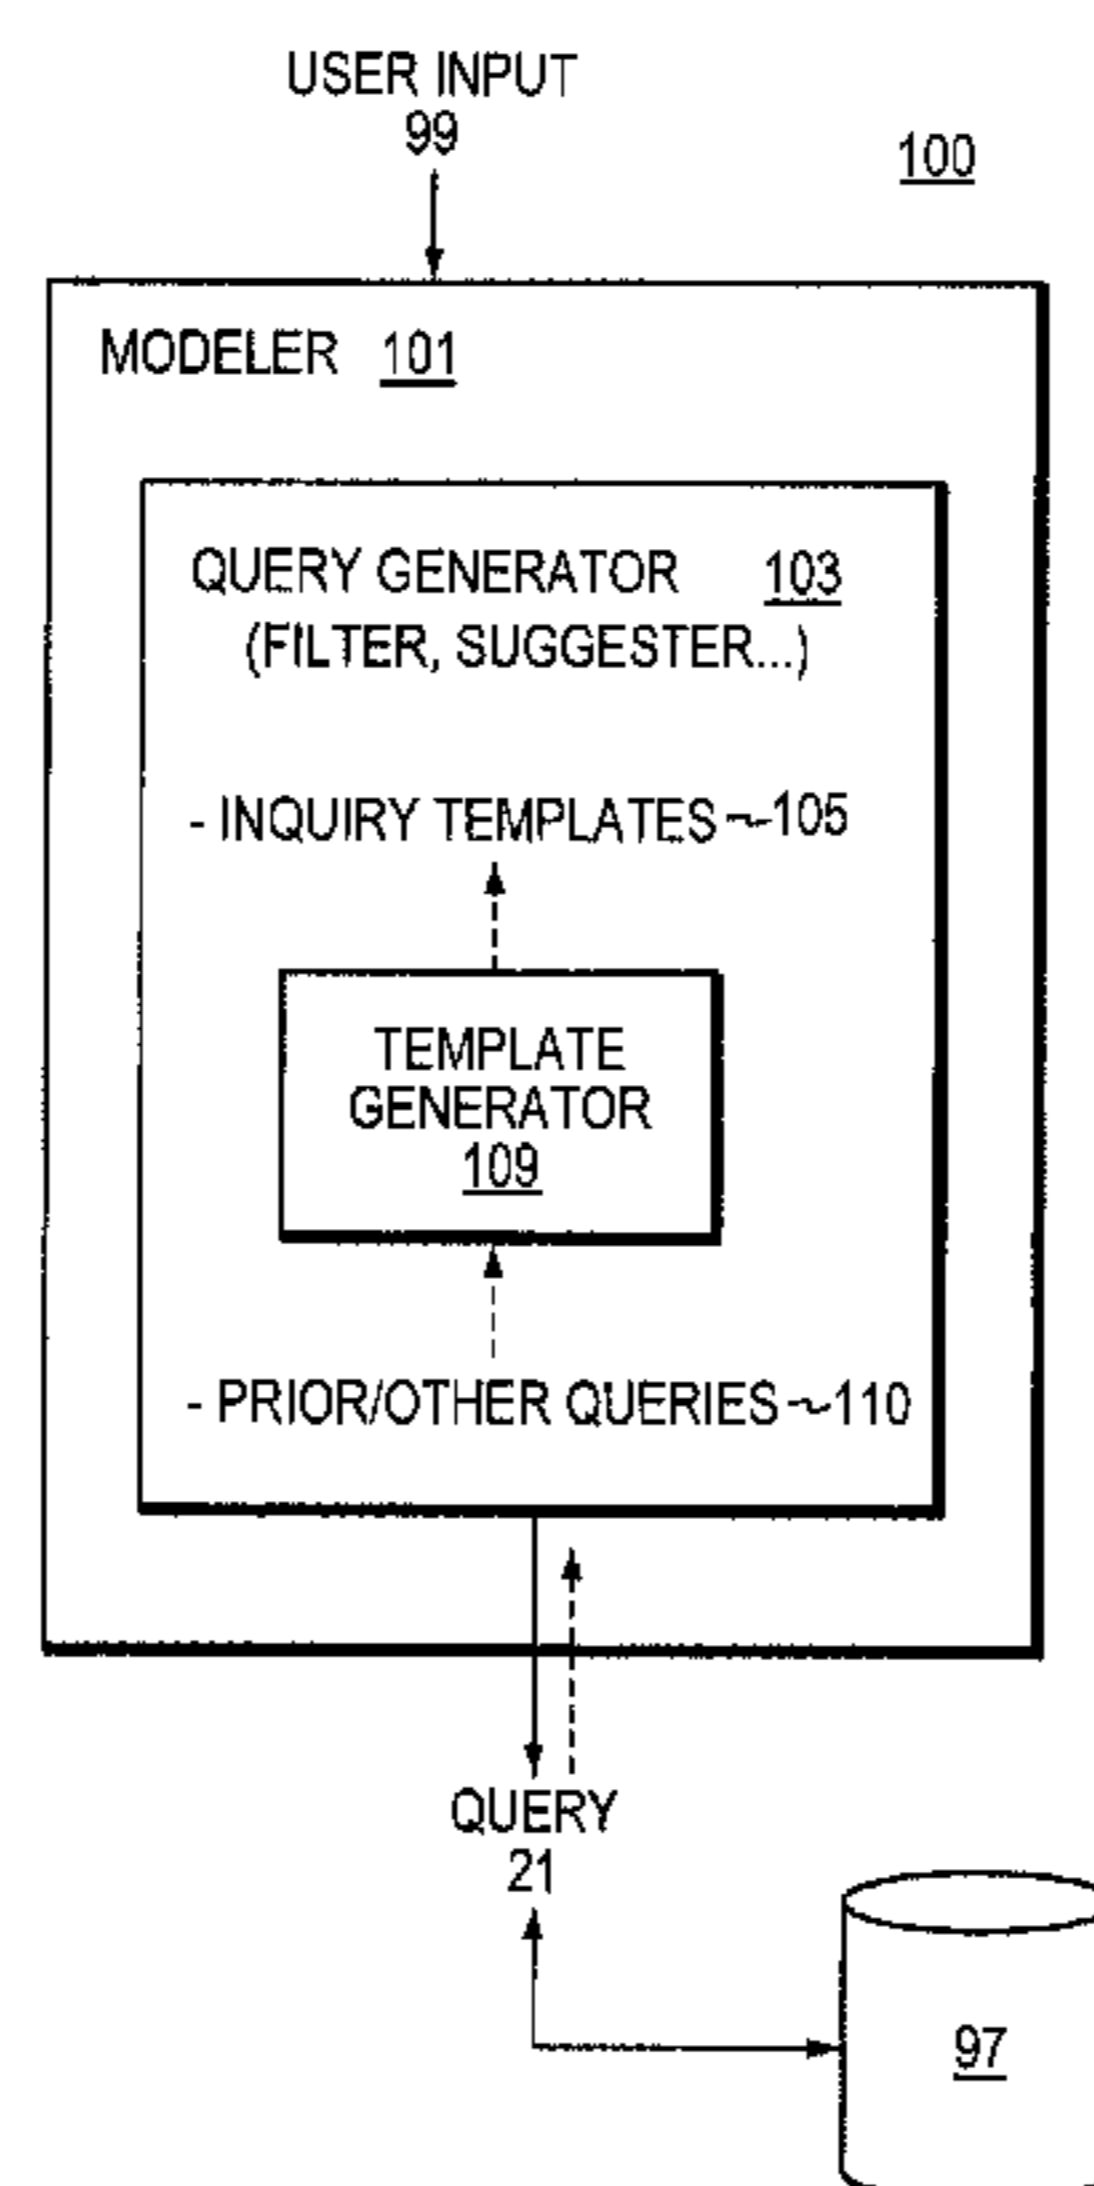 USER INPUT
99
100
MODELER 101
QUERY GENERATOR 103
(FILTER, SUGGESTER...)
- INQUIRY TEMPLATES ~105
TEMPLATE
GENERATOR
109
- PRIOR/OTHER QUERIES ~110
QUERY
21
97